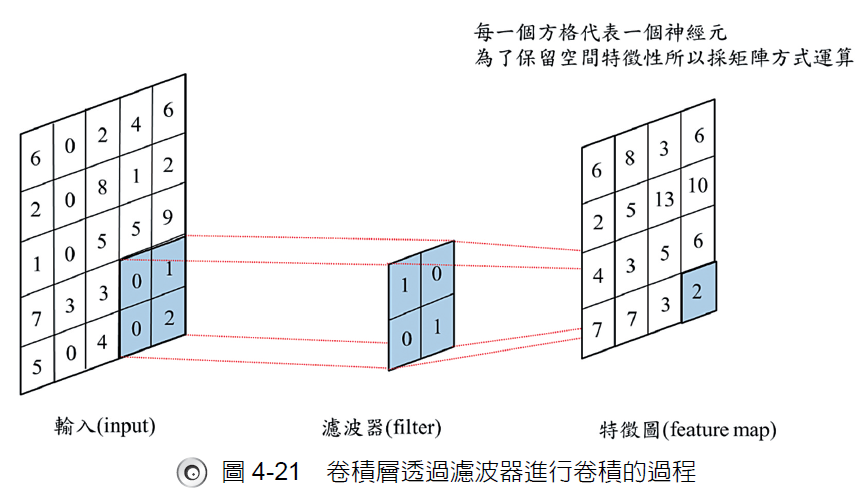 每一個方格代表一個神經元
為了保留空間特徵性所以採矩陣方式運算
6 0 2 4 6
2 0 8 1 2
1 0 5 5 9
7 3 3 0 1
5 0 4 0 2
1 0
0 1
6 8 3 6
2 5 13 10
4 3 5 6
7 7 3 2
輸入(input)
濾波器(filter)
特徵圖(feature map)
圖 4-21 卷積層透過濾波器進行卷積的過程